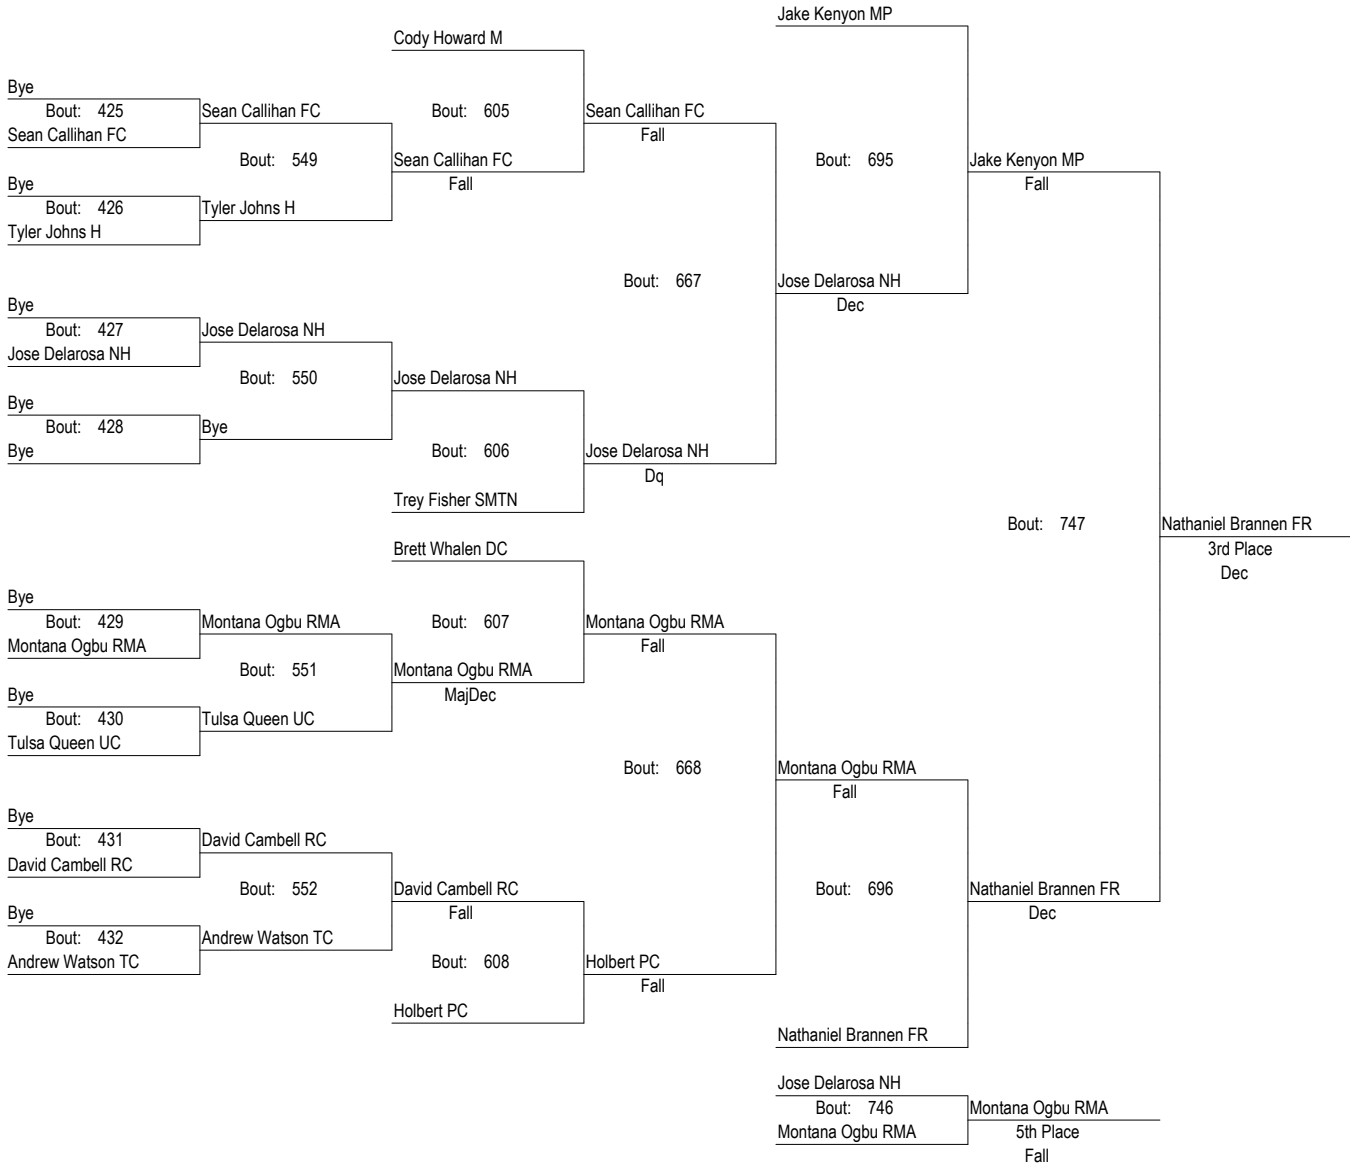 Jake Kenyon MP
Cody Howard M
Bye
Bout: 425
Sean Callihan FC
Sean Callihan FC
Bout: 605
Sean Callihan FC
Fall
Bout: 549
Sean Callihan FC
Fall
Bout: 695
Jake Kenyon MP
Fall
Bye
Bout: 426
Tyler Johns H
Tyler Johns H
Bout: 667
Jose Delarosa NH
Dec
Bye
Bout: 427
Jose Delarosa NH
Jose Delarosa NH
Bout: 550
Jose Delarosa NH
Bye
Bout: 428
Bye
Bye
Bout: 606
Jose Delarosa NH
Dq
Trey Fisher SMTN
Bout: 747
Nathaniel Brannen FR
3rd Place
Dec
Brett Whalen DC
Bye
Bout: 429
Montana Ogbu RMA
Montana Ogbu RMA
Bout: 607
Montana Ogbu RMA
Fall
Bout: 551
Montana Ogbu RMA
MajDec
Bye
Bout: 430
Tulsa Queen UC
Tulsa Queen UC
Bout: 668
Montana Ogbu RMA
Fall
Bye
Bout: 431
David Cambell RC
David Cambell RC
Bout: 552
David Cambell RC
Fall
Bout: 696
Nathaniel Brannen FR
Dec
Bye
Bout: 432
Andrew Watson TC
Andrew Watson TC
Bout: 608
Holbert PC
Fall
Holbert PC
Nathaniel Brannen FR
Jose Delarosa NH
Bout: 746
Montana Ogbu RMA
Montana Ogbu RMA
5th Place
Fall